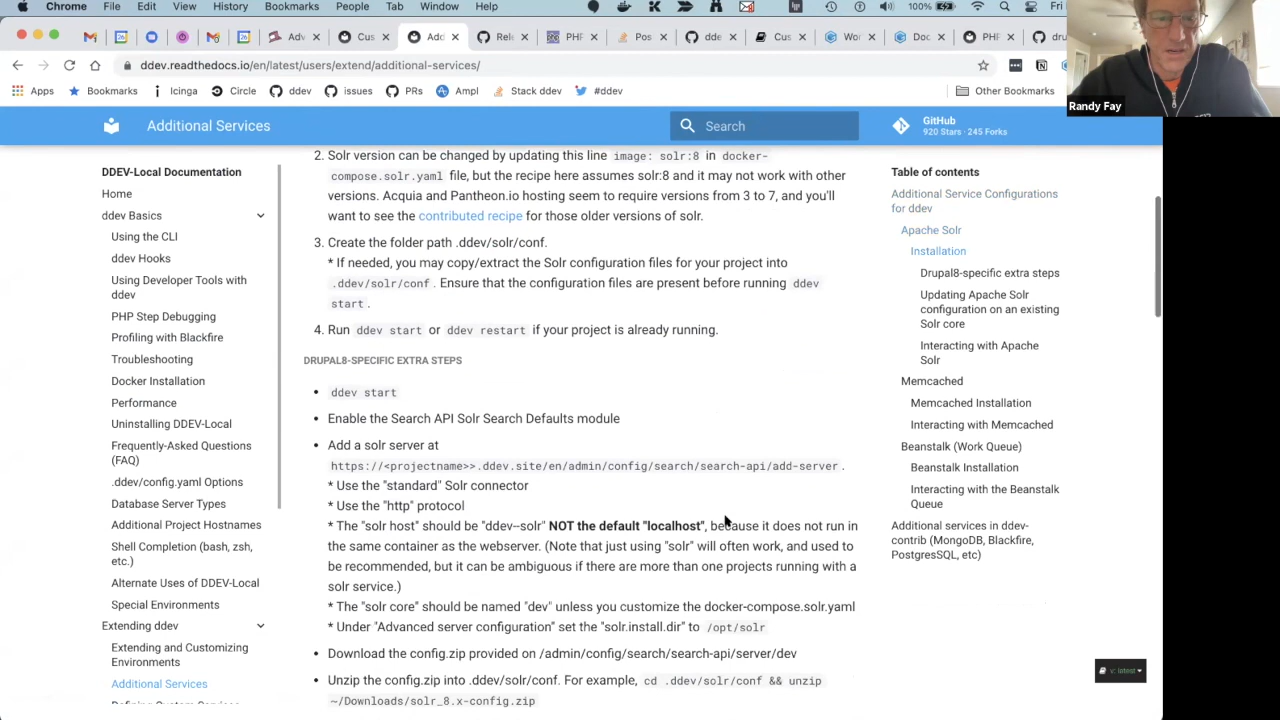 Chrome File Edit View History Bookmarks People Tab Window Help
100%
Fri
Adv
Cus
Add
Rele
PHP
Pos
dde
Cus
Wor
Doc
PHP
dru
ddev.readthedocs.io/en/latest/users/extend/additional-services/
Apps Bookmarks Icinga Circle ddev issues PRs Ampl Stack ddev #ddev Other Bookmarks
Randy Fay
Additional Services
Search
GitHub
920 Stars · 245 Forks
DDEV-Local Documentation
Home
ddev Basics
Using the CLI
ddev Hooks
Using Developer Tools with
ddev
PHP Step Debugging
Profiling with Blackfire
Troubleshooting
Docker Installation
Performance
Uninstalling DDEV-Local
Frequently-Asked Questions
(FAQ)
.ddev/config.yaml Options
Database Server Types
Additional Project Hostnames
Shell Completion (bash, zsh,
etc.)
Alternate Uses of DDEV-Local
Special Environments
Extending ddev
Extending and Customizing
Environments
Additional Services
2. Solr version can be changed by updating this line image: solr:8 in docker-
compose.solr.yaml file, but the recipe here assumes solr:8 and it may not work with other
versions. Acquia and Pantheon.io hosting seem to require versions from 3 to 7, and you'll
want to see the contributed recipe for those older versions of solr.
3. Create the folder path .ddev/solr/conf.
* If needed, you may copy/extract the Solr configuration files for your project into
.ddev/solr/conf. Ensure that the configuration files are present before running ddev
start.
4. Run ddev start or ddev restart if your project is already running.
DRUPAL8-SPECIFIC EXTRA STEPS
• ddev start
• Enable the Search API Solr Search Defaults module
• Add a solr server at
https://<projectname>>.ddev.site/en/admin/config/search/search-api/add-server.
* Use the "standard" Solr connector
* Use the "http" protocol
* The "solr host" should be "ddev--solr" NOT the default "localhost", because it does not run in
the same container as the webserver. (Note that just using "solr" will often work, and used to
be recommended, but it can be ambiguous if there are more than one projects running with a
solr service.)
* The "solr core" should be named "dev" unless you customize the docker-compose.solr.yaml
* Under "Advanced server configuration" set the "solr.install.dir" to /opt/solr
• Download the config.zip provided on /admin/config/search/search-api/server/dev
• Unzip the config.zip into .ddev/solr/conf. For example, cd .ddev/solr/conf && unzip
~/Downloads/solr_8.x-config.zip
Table of contents
Additional Service Configurations
for ddev
Apache Solr
Installation
Drupal8-specific extra steps
Updating Apache Solr
configuration on an existing
Solr core
Interacting with Apache
Solr
Memcached
Memcached Installation
Interacting with Memcached
Beanstalk (Work Queue)
Beanstalk Installation
Interacting with the Beanstalk
Queue
Additional services in ddev-
contrib (MongoDB, Blackfire,
PostgresSQL, etc)
v: latest